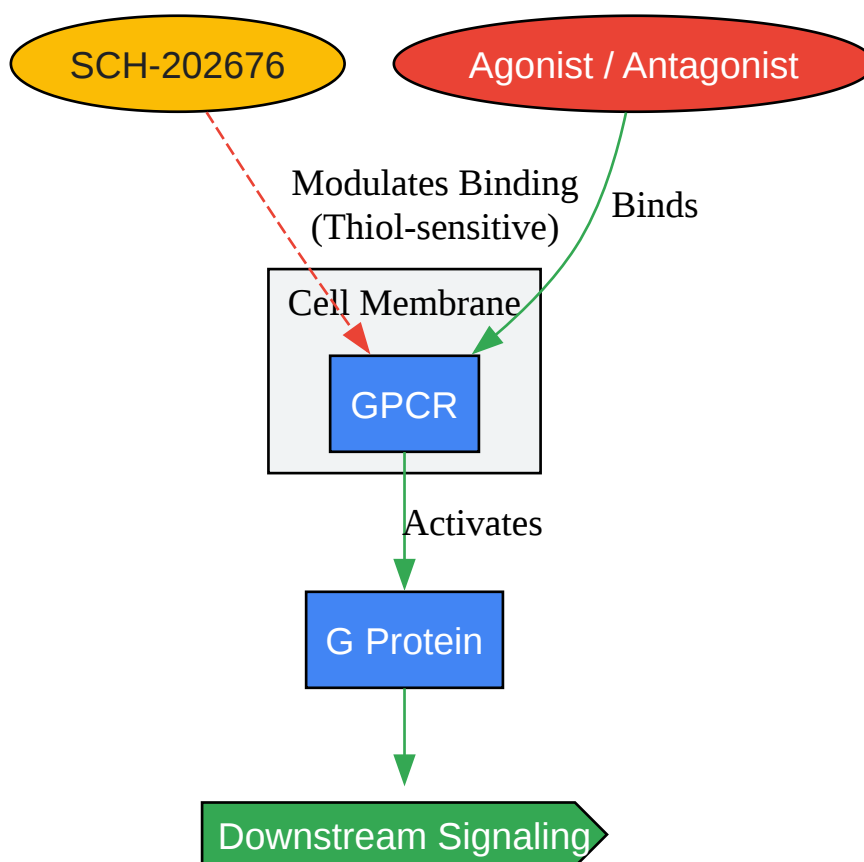 SCH-202676
Agonist / Antagonist
Modulates Binding
(Thiol-sensitive)
Binds
Cell Membrane
GPCR
Activates
G Protein
Downstream Signaling